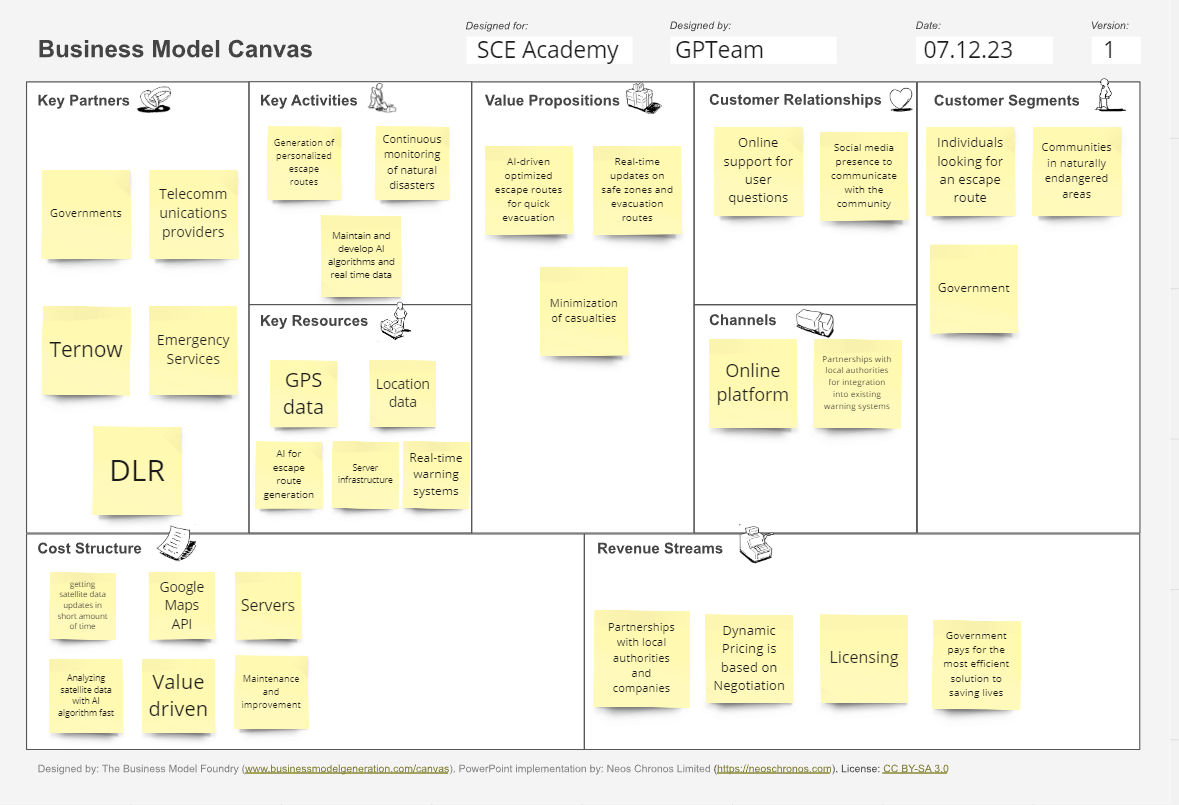 Designed for:
Designed by:
Date:
Version:
Business Model Canvas
SCE Academy
GPTeam
07.12.23
1
Key Partners
Governments
Telecomm
unications
providers
Ternow
Emergency
Services
DLR
Key Activities
Generation of
personalized
escape
routes
Continuous
monitoring
of natural
disasters
Maintain and
develop AI
algorithms and
real time data
Key Resources
GPS
data
Location
data
AI for
escape
route
generation
Server
infrastructure
Real-time
warning
systems
Value Propositions
AI-driven
optimized
escape routes
for quick
evacuation
Real-time
updates on
safe zones and
evacuation
routes
Minimization
of casualties
Customer Relationships
Online
support for
user
questions
Social media
presence to
communicate
with the
community
Channels
Online
platform
Partnerships with
local authorities
for integration
into existing
warning systems
Customer Segments
Individuals
looking for
an escape
route
Communities
in naturally
endangered
areas
Government
Cost Structure
getting
satellite data
updates in
short amount
of time
Google
Maps
API
Servers
Analyzing
satellite data
with AI
algorithm fast
Value
driven
Maintenance
and
improvement
Revenue Streams
Partnerships
with local
authorities
and
companies
Dynamic
Pricing is
based on
Negotiation
Licensing
Government
pays for the
most efficient
solution to
saving lives
Designed by: The Business Model Foundry (www.businessmodelgeneration.com/canvas). PowerPoint implementation by: Neos Chronos Limited (https://neoschronos.com). License: CC BY-SA 3.0